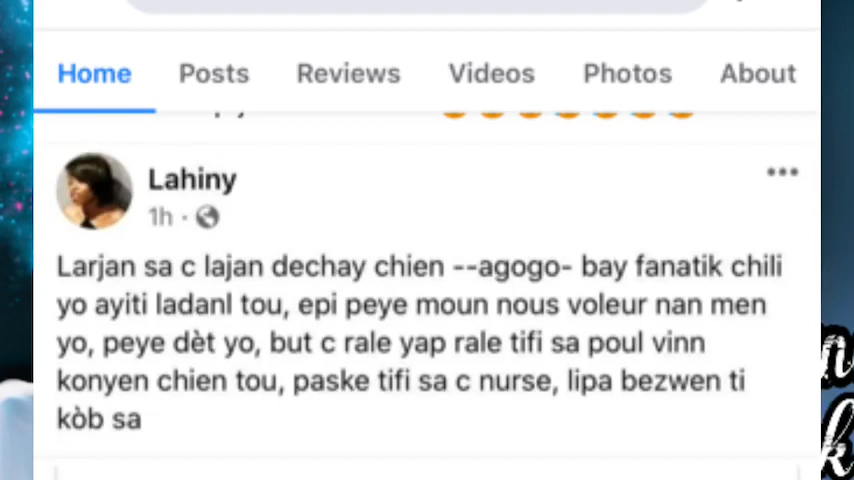 Home Posts Reviews Videos Photos About
Lahiny
1h
Larjan sa c lajan dechay chien --agogo- bay fanatik chili
yo ayiti ladanl tou, epi peye moun nous voleur nan men
yo, peye dèt yo, but c rale yap rale tifi sa poul vinn
konyen chien tou, paske tifi sa c nurse, lipa bezwen ti
kòb sa